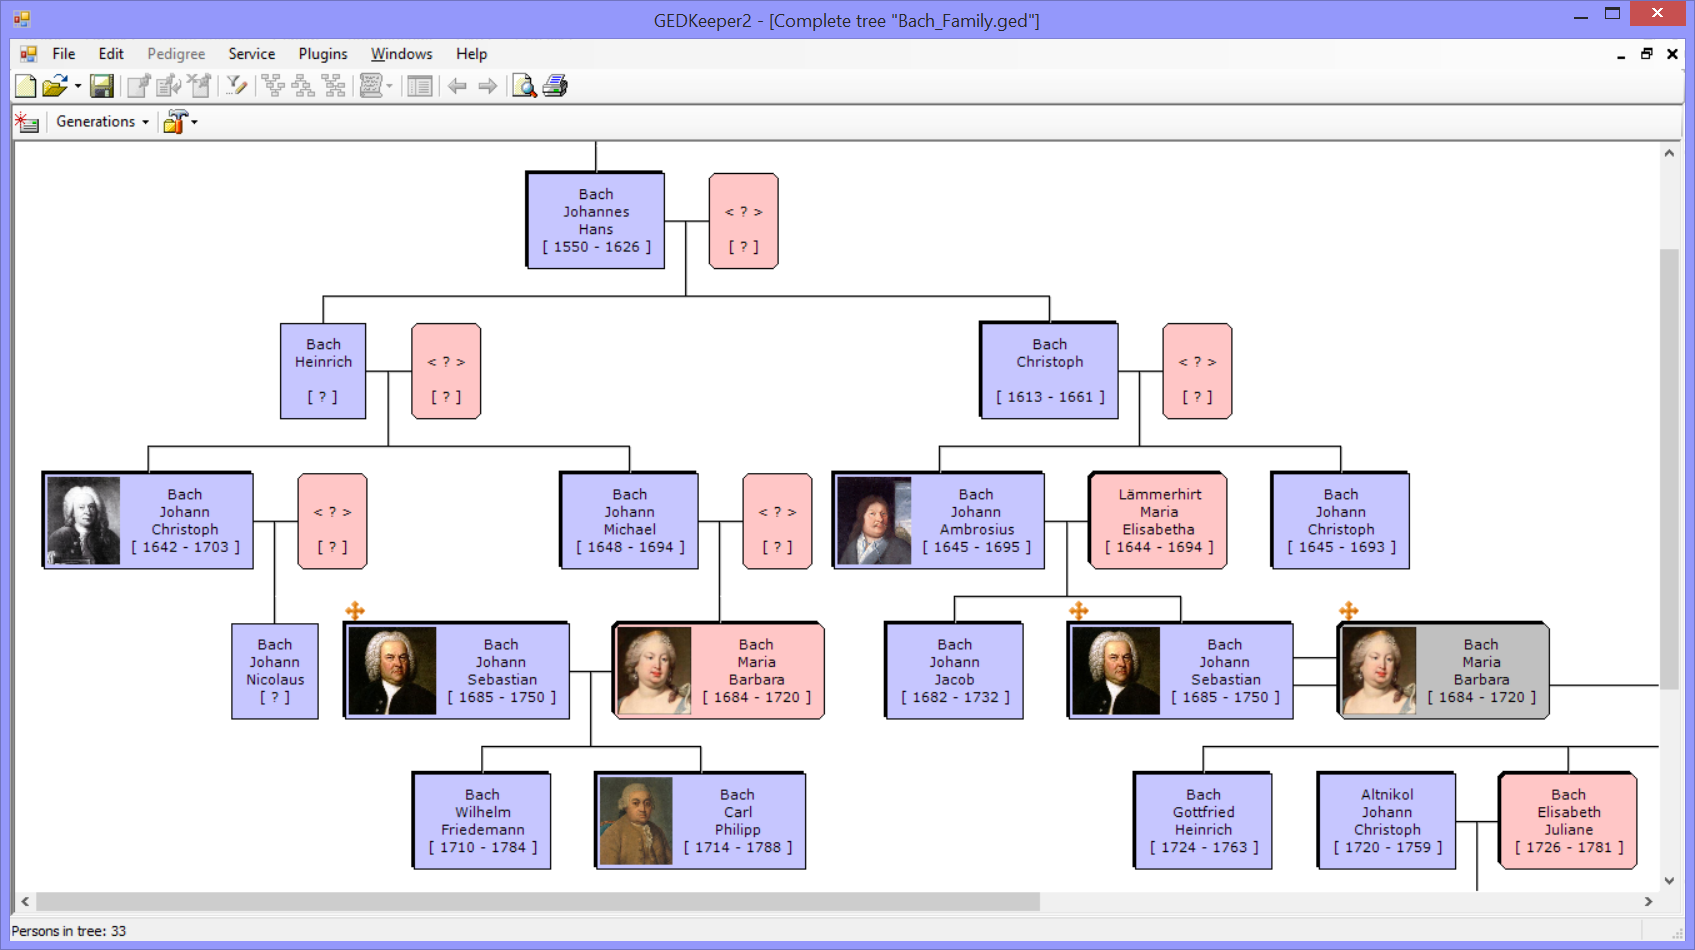 GEDKeeper2 - [Complete tree "Bach_Family.ged"]
File Edit Pedigree Service Plugins Windows Help
Generations
Bach
Johannes
Hans
[ 1550 - 1626 ]
< ? >
[ ? ]
Bach
Heinrich
[ ? ]
< ? >
[ ? ]
Bach
Christoph
[ 1613 - 1661 ]
< ? >
[ ? ]
Bach
Johann
Christoph
[ 1642 - 1703 ]
< ? >
[ ? ]
Bach
Johann
Michael
[ 1648 - 1694 ]
< ? >
[ ? ]
Bach
Johann
Ambrosius
[ 1645 - 1695 ]
Lämmerhirt
Maria
Elisabetha
[ 1644 - 1694 ]
Bach
Johann
Christoph
[ 1645 - 1693 ]
Bach
Johann
Nicolaus
[ ? ]
Bach
Johann
Sebastian
[ 1685 - 1750 ]
Bach
Maria
Barbara
[ 1684 - 1720 ]
Bach
Johann
Jacob
[ 1682 - 1732 ]
Bach
Johann
Sebastian
[ 1685 - 1750 ]
Bach
Maria
Barbara
[ 1684 - 1720 ]
Bach
Wilhelm
Friedemann
[ 1710 - 1784 ]
Bach
Carl
Philipp
[ 1714 - 1788 ]
Bach
Gottfried
Heinrich
[ 1724 - 1763 ]
Altnikol
Johann
Christoph
[ 1720 - 1759 ]
Bach
Elisabeth
Juliane
[ 1726 - 1781 ]
Persons in tree: 33